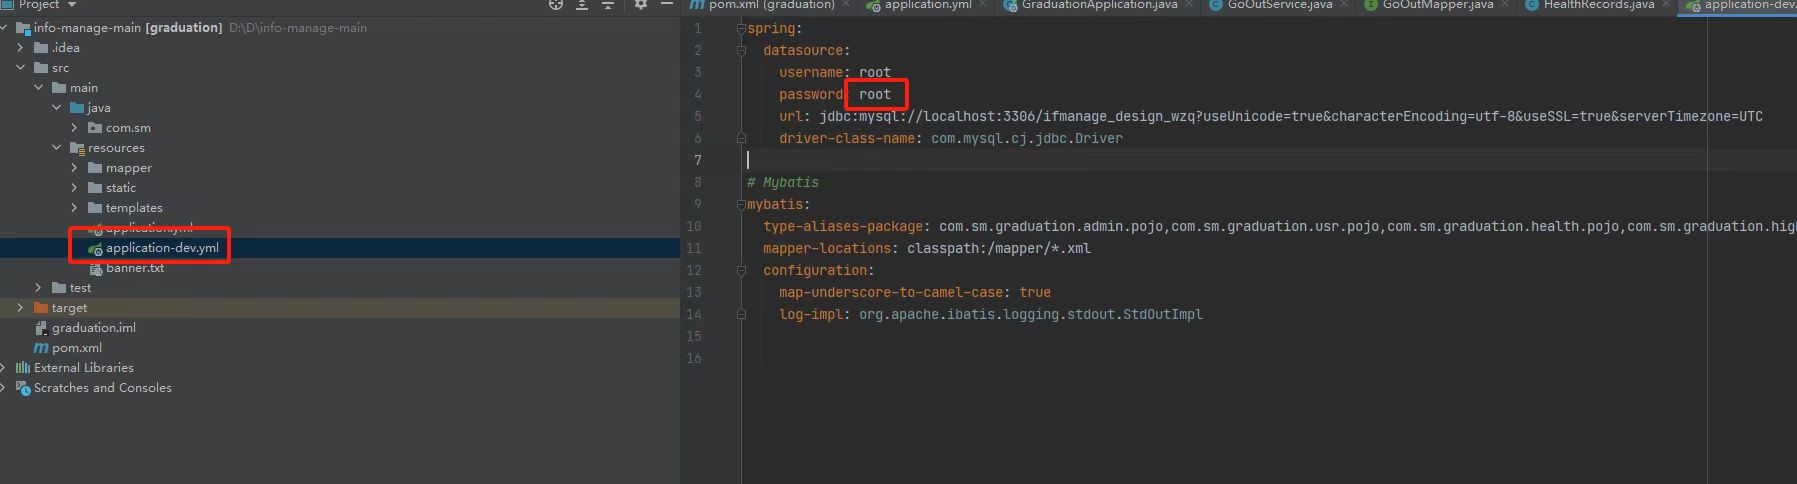 Project
pom.xml (graduation)
application.yml
GraduationApplication.java
GoOutService.java
GoOutMapper.java
HealthRecords.java
application-dev.
info-manage-main [graduation] D:\D\info-manage-main
.idea
src
main
java
com.sm
resources
mapper
static
templates
application.yml
application-dev.yml
banner.txt
test
target
graduation.iml
pom.xml
External Libraries
Scratches and Consoles
1 spring:
2 datasource:
3 username: root
4 password: root
5 url: jdbc:mysql://localhost:3306/ifmanage_design_wzq?useUnicode=true&characterEncoding=utf-8&useSSL=true&serverTimezone=UTC
6 driver-class-name: com.mysql.cj.jdbc.Driver
7
8 # Mybatis
9 mybatis:
10 type-aliases-package: com.sm.graduation.admin.pojo,com.sm.graduation.usr.pojo,com.sm.graduation.health.pojo,com.sm.graduation.hig
11 mapper-locations: classpath:/mapper/*.xml
12 configuration:
13 map-underscore-to-camel-case: true
14 log-impl: org.apache.ibatis.logging.stdout.StdOutImpl
15
16